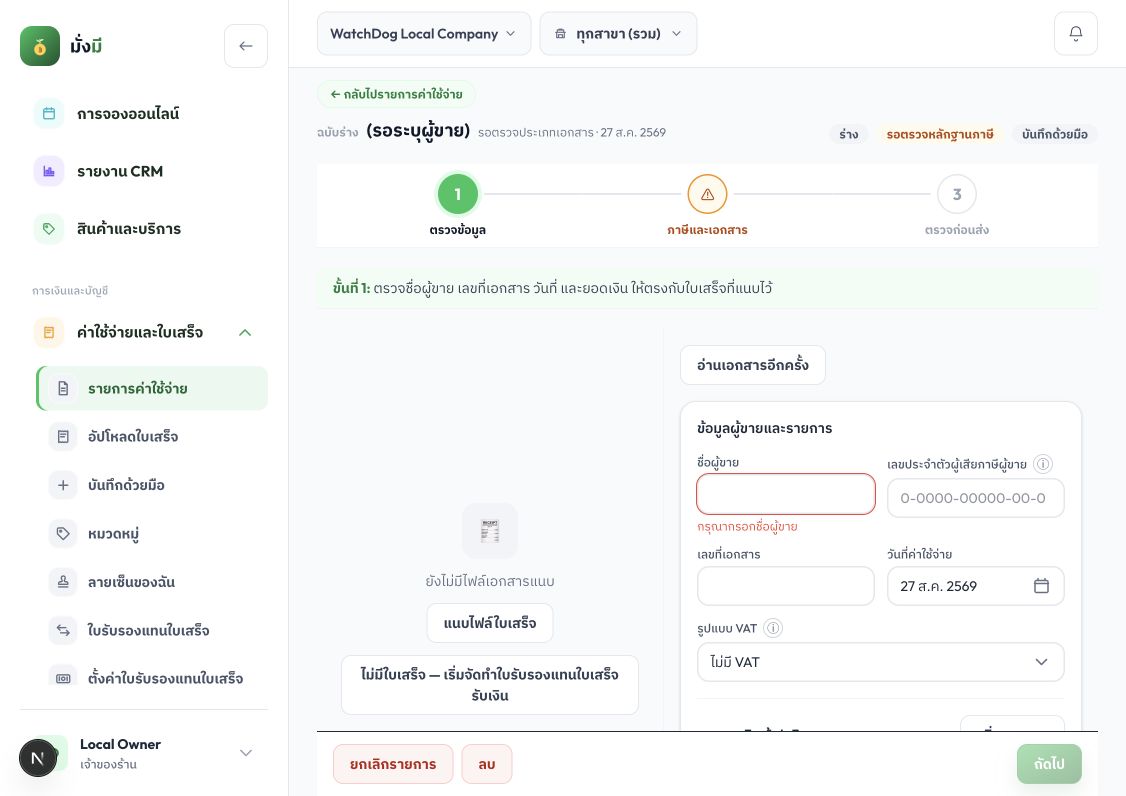 มั่งมี
WatchDog Local Company
ทุกสาขา (รวม)
การจองออนไลน์
รายงาน CRM
สินค้าและบริการ
การเงินและบัญชี
ค่าใช้จ่ายและใบเสร็จ
รายการค่าใช้จ่าย
อัปโหลดใบเสร็จ
บันทึกด้วยมือ
หมวดหมู่
ลายเซ็นของฉัน
ใบรับรองแทนใบเสร็จ
ตั้งค่าใบรับรองแทนใบเสร็จ
N
Local Owner
เจ้าของร้าน
← กลับไปรายการค่าใช้จ่าย
ฉบับร่าง (รอระบุผู้ขาย) รอตรวจประเภทเอกสาร · 27 ส.ค. 2569
ร่าง
รอตรวจหลักฐานภาษี
บันทึกด้วยมือ
1
ตรวจข้อมูล
ภาษีและเอกสาร
3
ตรวจก่อนส่ง
ขั้นที่ 1: ตรวจชื่อผู้ขาย เลขที่เอกสาร วันที่ และยอดเงิน ให้ตรงกับใบเสร็จที่แนบไว้
RECEIPT
ยังไม่มีไฟล์เอกสารแนบ
แนบไฟล์ใบเสร็จ
ไม่มีใบเสร็จ — เริ่มจัดทำใบรับรองแทนใบเสร็จ
รับเงิน
อ่านเอกสารอีกครั้ง
ข้อมูลผู้ขายและรายการ
ชื่อผู้ขาย
กรุณากรอกชื่อผู้ขาย
เลขประจำตัวผู้เสียภาษีผู้ขาย
0-0000-00000-00-0
เลขที่เอกสาร
วันที่ค่าใช้จ่าย
27 ส.ค. 2569
รูปแบบ VAT
ไม่มี VAT
ยกเลิกรายการ
ลบ
ถัดไป